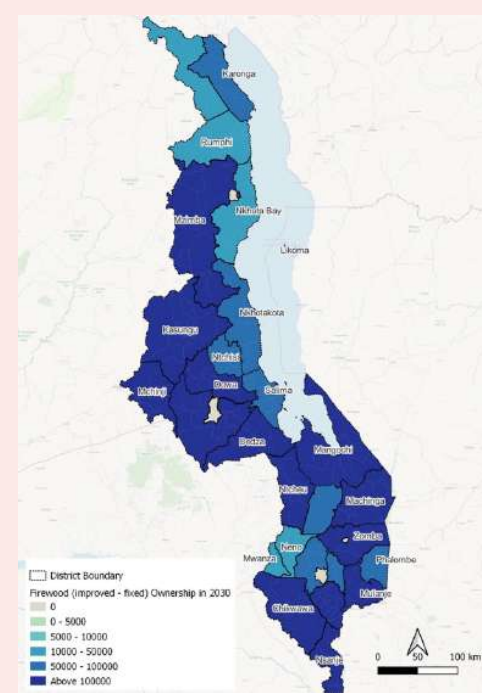 Karonga
Rumphi
Mzimba
Nkhata Bay
Likoma
Nkhotakota
Kasungu
Ntchisi
Dowa
Mchinji
Salima
Dedza
Mangochi
Ntcheu
Machinga
Zomba
Neno
Mwanza
Phalombe
Mulanje
Chikwawa
Nsanje
District Boundary
Firewood (improved - fixed) Ownership in 2030
0
0 - 5000
5000 - 10000
10000 - 50000
50000 - 100000
Above 100000
0 50 100 km